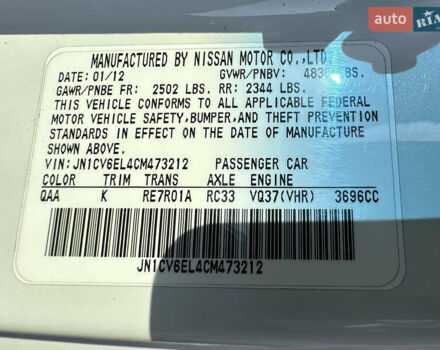 AUTO RIA
MANUFACTURED BY NISSAN MOTOR CO.,LTD.
DATE: 01/12 GVWR/PNBV: LBS.
GAWR/PNBE FR: 2502 LBS. RR: 2344 LBS.
THIS VEHICLE CONFORMS TO ALL APPLICABLE FEDERAL
MOTOR VEHICLE SAFETY,BUMPER,AND THEFT PREVENTION
STANDARDS IN EFFECT ON THE DATE OF MANUFACTURE
SHOWN ABOVE.
VIN:JN1CV6EL4CM473212 PASSENGER CAR
COLOR TRIM TRANS AXLE ENGINE
QAA K RE7R01A RC33 VQ37(VHR) 3696CC
JN1CV6EL4CM473212